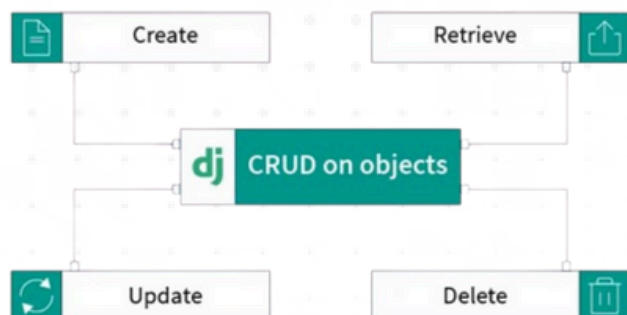 Create
Retrieve
dj
CRUD on objects
Update
Delete